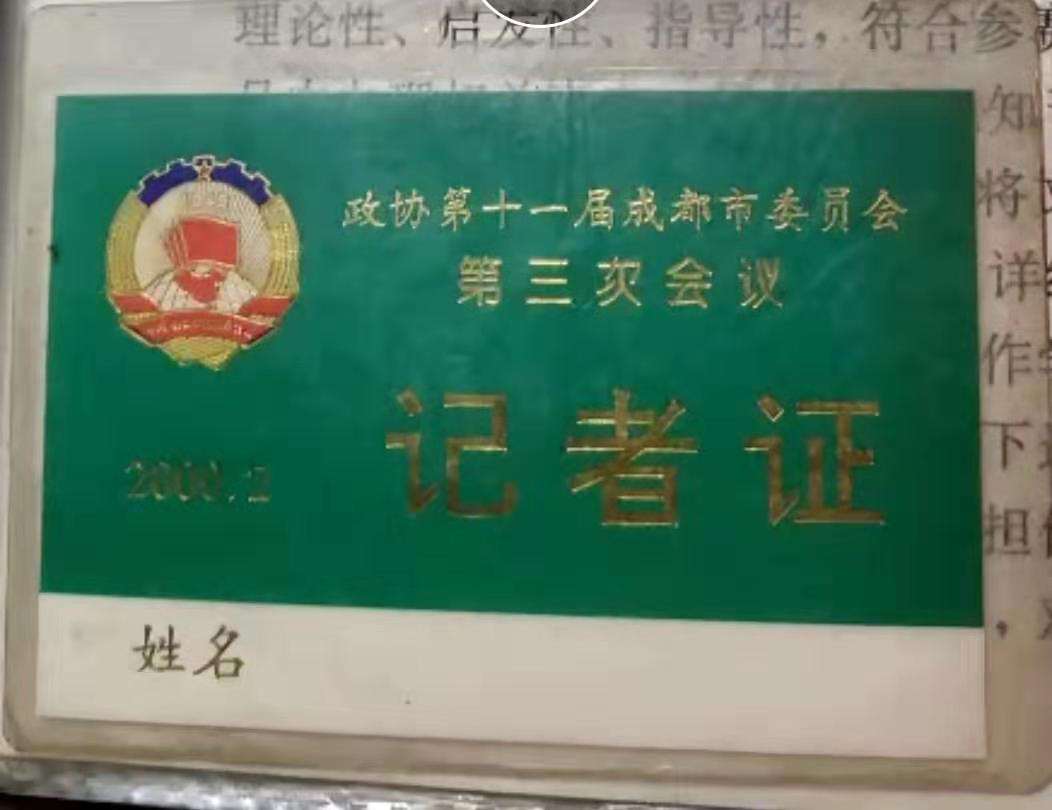 理论性、启发性、指导性，符合参
知
政协第十一届成都市委员会
将
第三次会议
详
作
记者证
下
2000.1
担
，
姓名